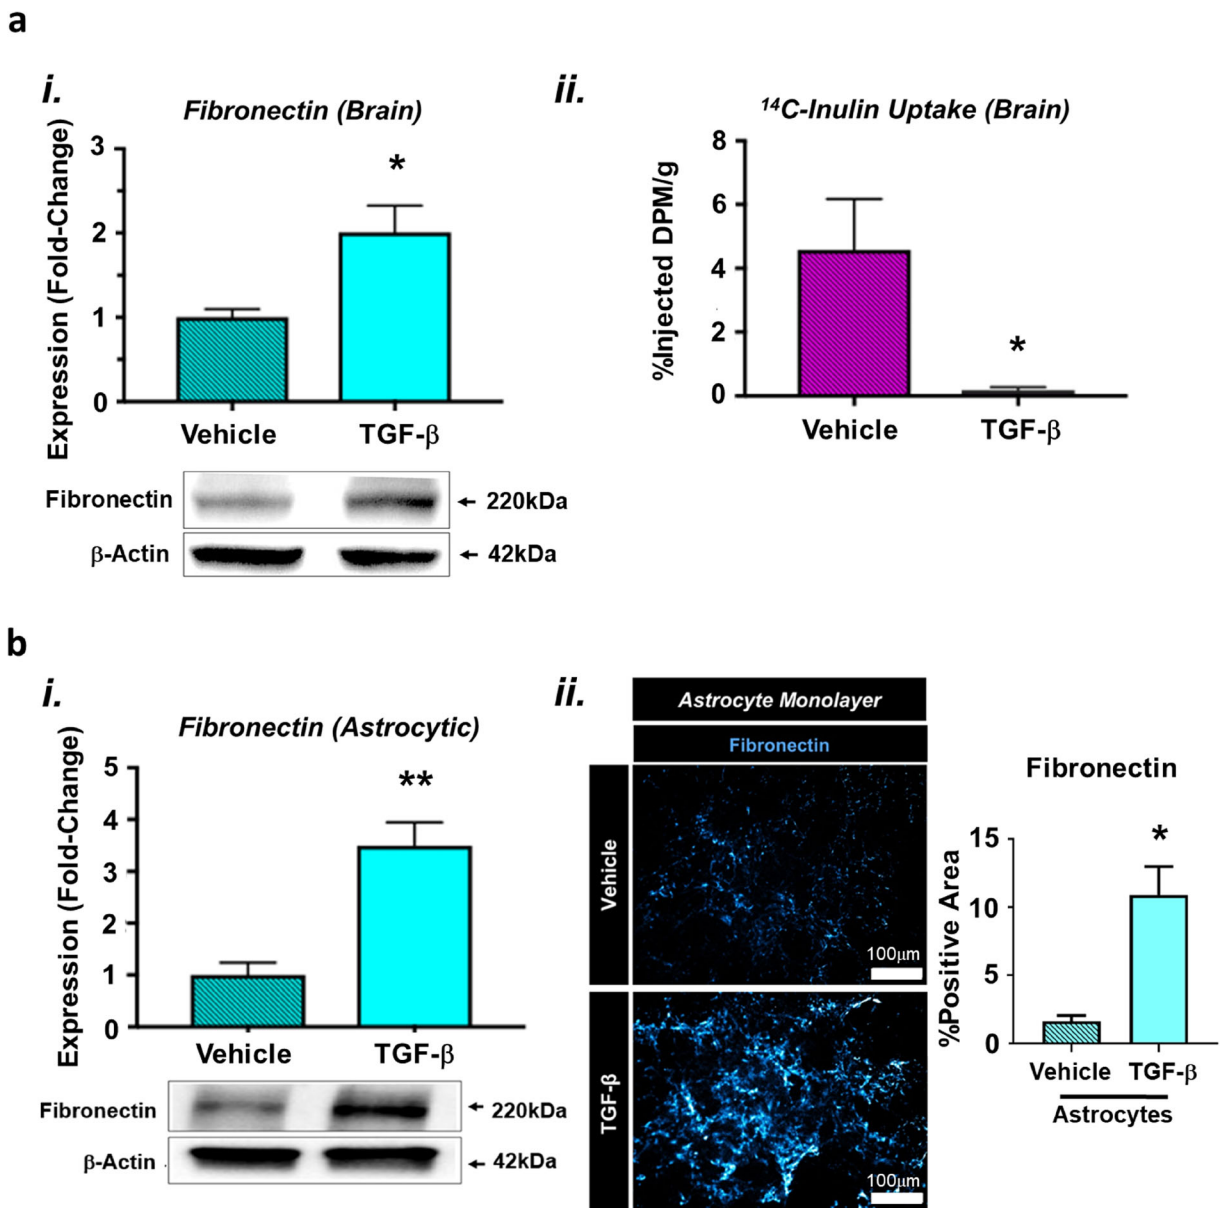 a
i.
Fibronectin (Brain)
Expression (Fold-Change)
3
2
1
0
*
Vehicle
TGF-β
Fibronectin
220kDa
β-Actin
42kDa
ii.
¹⁴C-Inulin Uptake (Brain)
%Injected DPM/g
8
6
4
2
0
*
Vehicle
TGF-β
b
i.
Fibronectin (Astrocytic)
Expression (Fold-Change)
5
4
3
2
1
0
**
Vehicle
TGF-β
Fibronectin
220kDa
β-Actin
42kDa
ii.
Astrocyte Monolayer
Fibronectin
Vehicle
100μm
TGF-β
100μm
Fibronectin
%Positive Area
15
10
5
0
*
Vehicle
TGF-β
Astrocytes